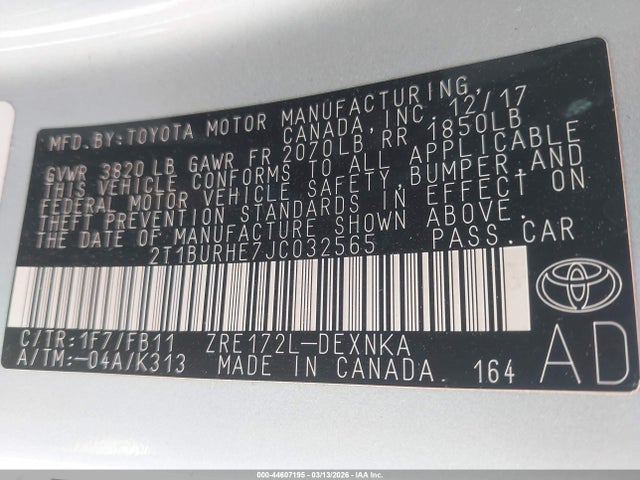 MFD.BY:TOYOTA MOTOR MANUFACTURING,
CANADA, INC. 12/17
GVWR 3820 LB GAWR FR 2070LB RR 1850LB
THIS VEHICLE CONFORMS TO ALL APPLICABLE
FEDERAL MOTOR VEHICLE SAFETY, BUMPER, AND
THEFT PREVENTION STANDARDS IN EFFECT ON
THE DATE OF MANUFACTURE SHOWN ABOVE.
2T1BURHE7JC032565 PASS.CAR
C/TR:1F7/FB11 ZRE172L-DEXNKA
A/TM:-04A/K313 MADE IN CANADA 164
AD
000-44607195 - 03/13/2026 - IAA Inc.